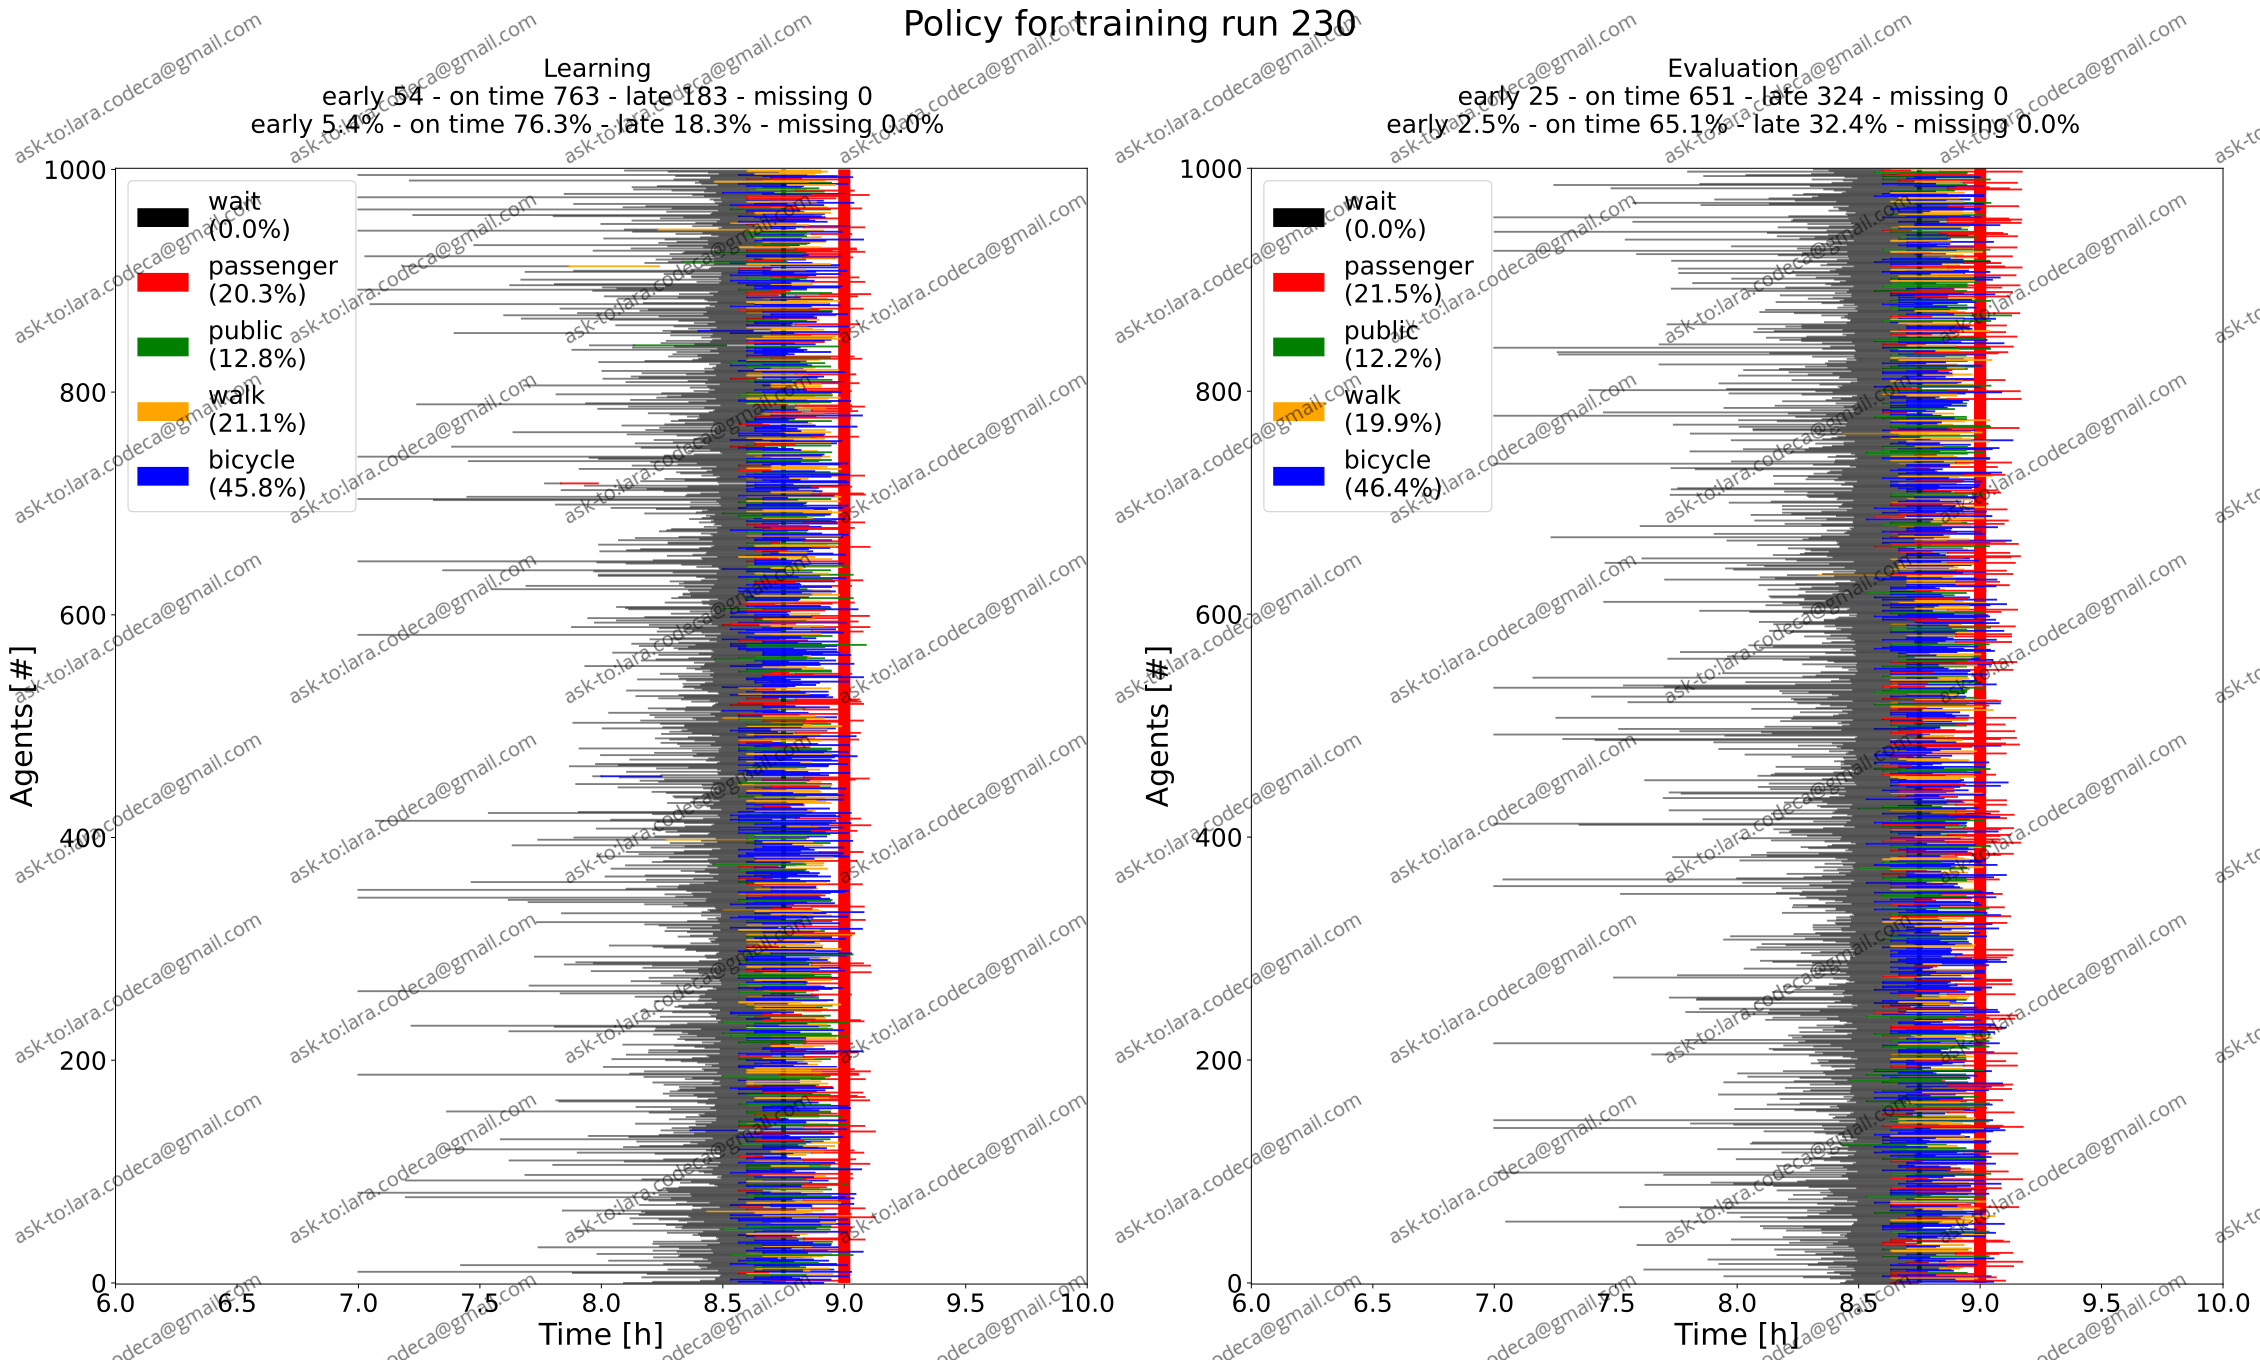 Policy for training run 230
Learning
early 54 - on time 763 - late 183 - missing 0
early 5.4% - on time 76.3% - late 18.3% - missing 0.0%
1000
800
600
400
200
0
Agents [#]
wait
(0.0%)
passenger
(20.3%)
public
(12.8%)
walk
(21.1%)
bicycle
(45.8%)
6.0 6.5 7.0 7.5 8.0 8.5 9.0 9.5 10.0
Time [h]
Evaluation
early 25 - on time 651 - late 324 - missing 0
early 2.5% - on time 65.1% - late 32.4% - missing 0.0%
1000
800
600
400
200
0
Agents [#]
wait
(0.0%)
passenger
(21.5%)
public
(12.2%)
walk
(19.9%)
bicycle
(46.4%)
6.0 6.5 7.0 7.5 8.0 8.5 9.0 9.5 10.0
Time [h]
ask-to:lara.codeca@gmail.com